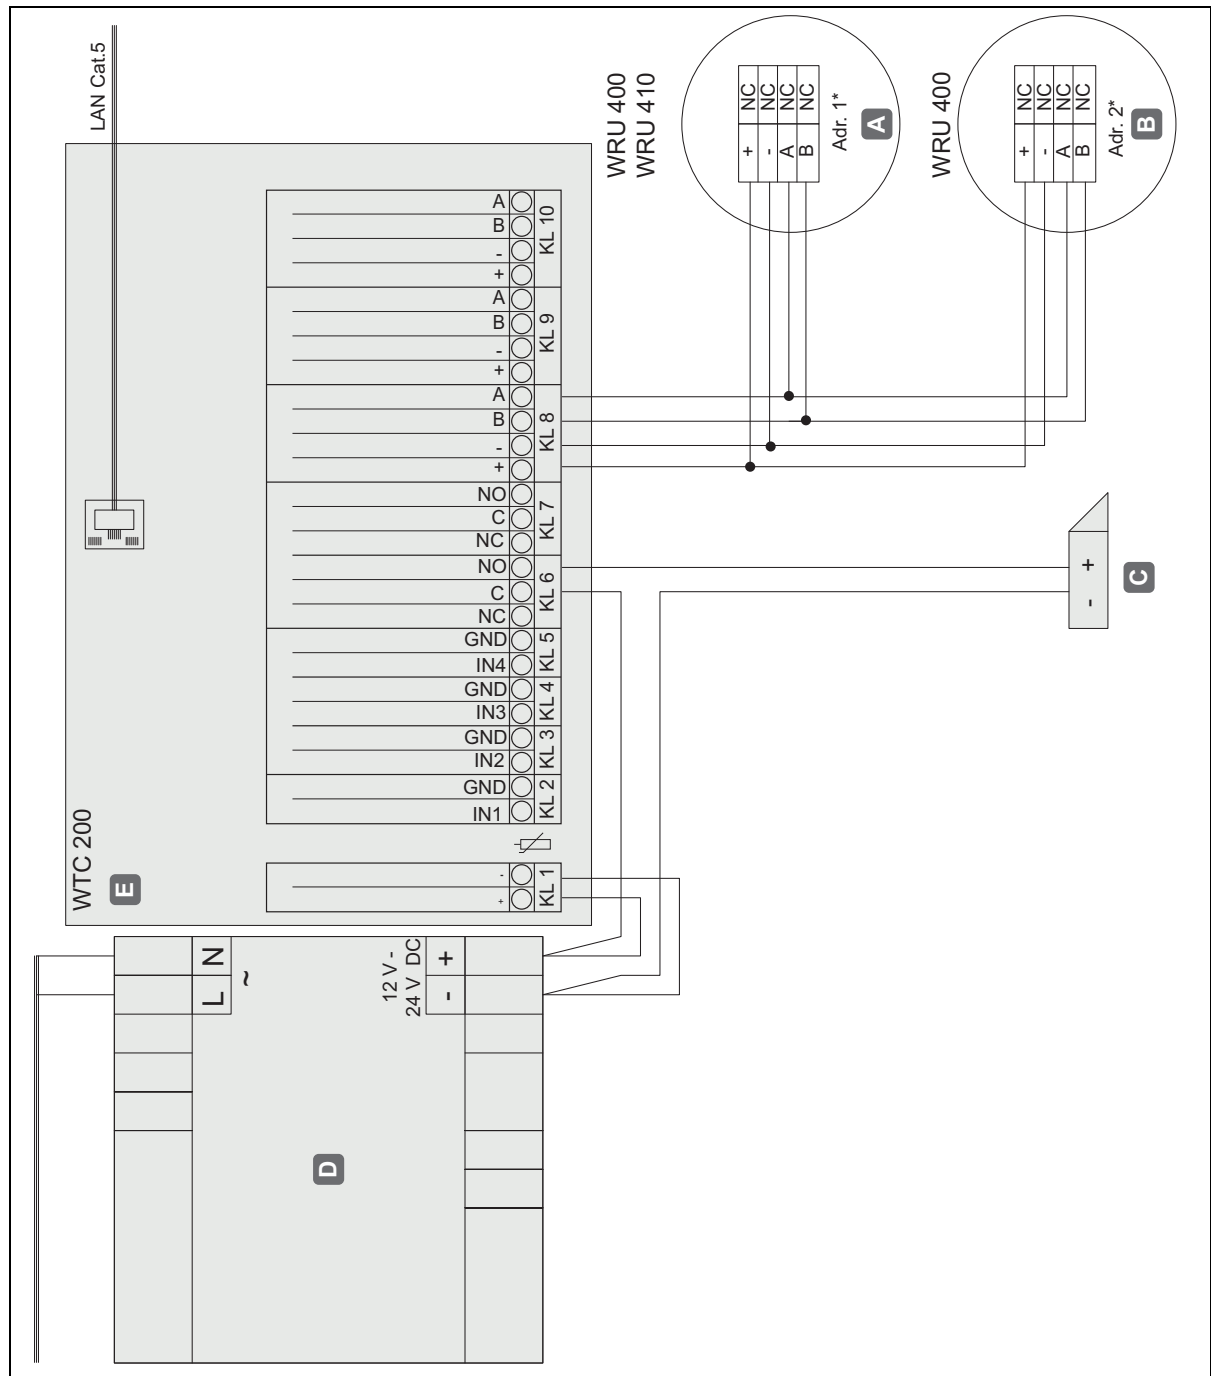 LAN Cat.5
WTC 200
E
A
B
-
+
KL 10
A
B
-
+
KL 9
A
B
-
+
KL 8
NO
C
NC
KL 7
NO
C
NC
KL 6
GND
IN4
KL 5
GND
IN3
KL 4
GND
IN2
KL 3
GND
IN1
KL 2
-
+
KL 1
WRU 400
WRU 410
+ NC
- NC
A NC
B NC
Adr. 1*
A
WRU 400
+ NC
- NC
A NC
B NC
Adr. 2*
B
- +
C
L N
~
12 V -
24 V DC
- +
D